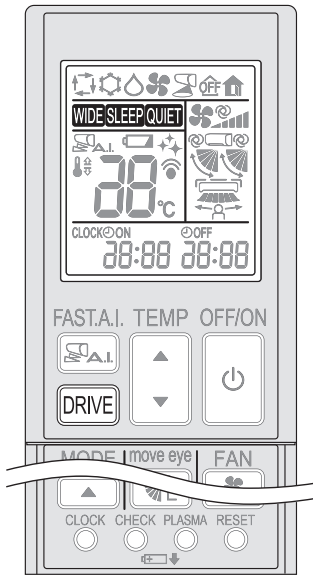 OFF
WIDE SLEEP QUIET
A.I.
88 °C
CLOCK ON OFF
88:88 88:88
FAST.A.I. TEMP OFF/ON
A.I.
DRIVE
MODE move eye FAN
CLOCK CHECK PLASMA RESET